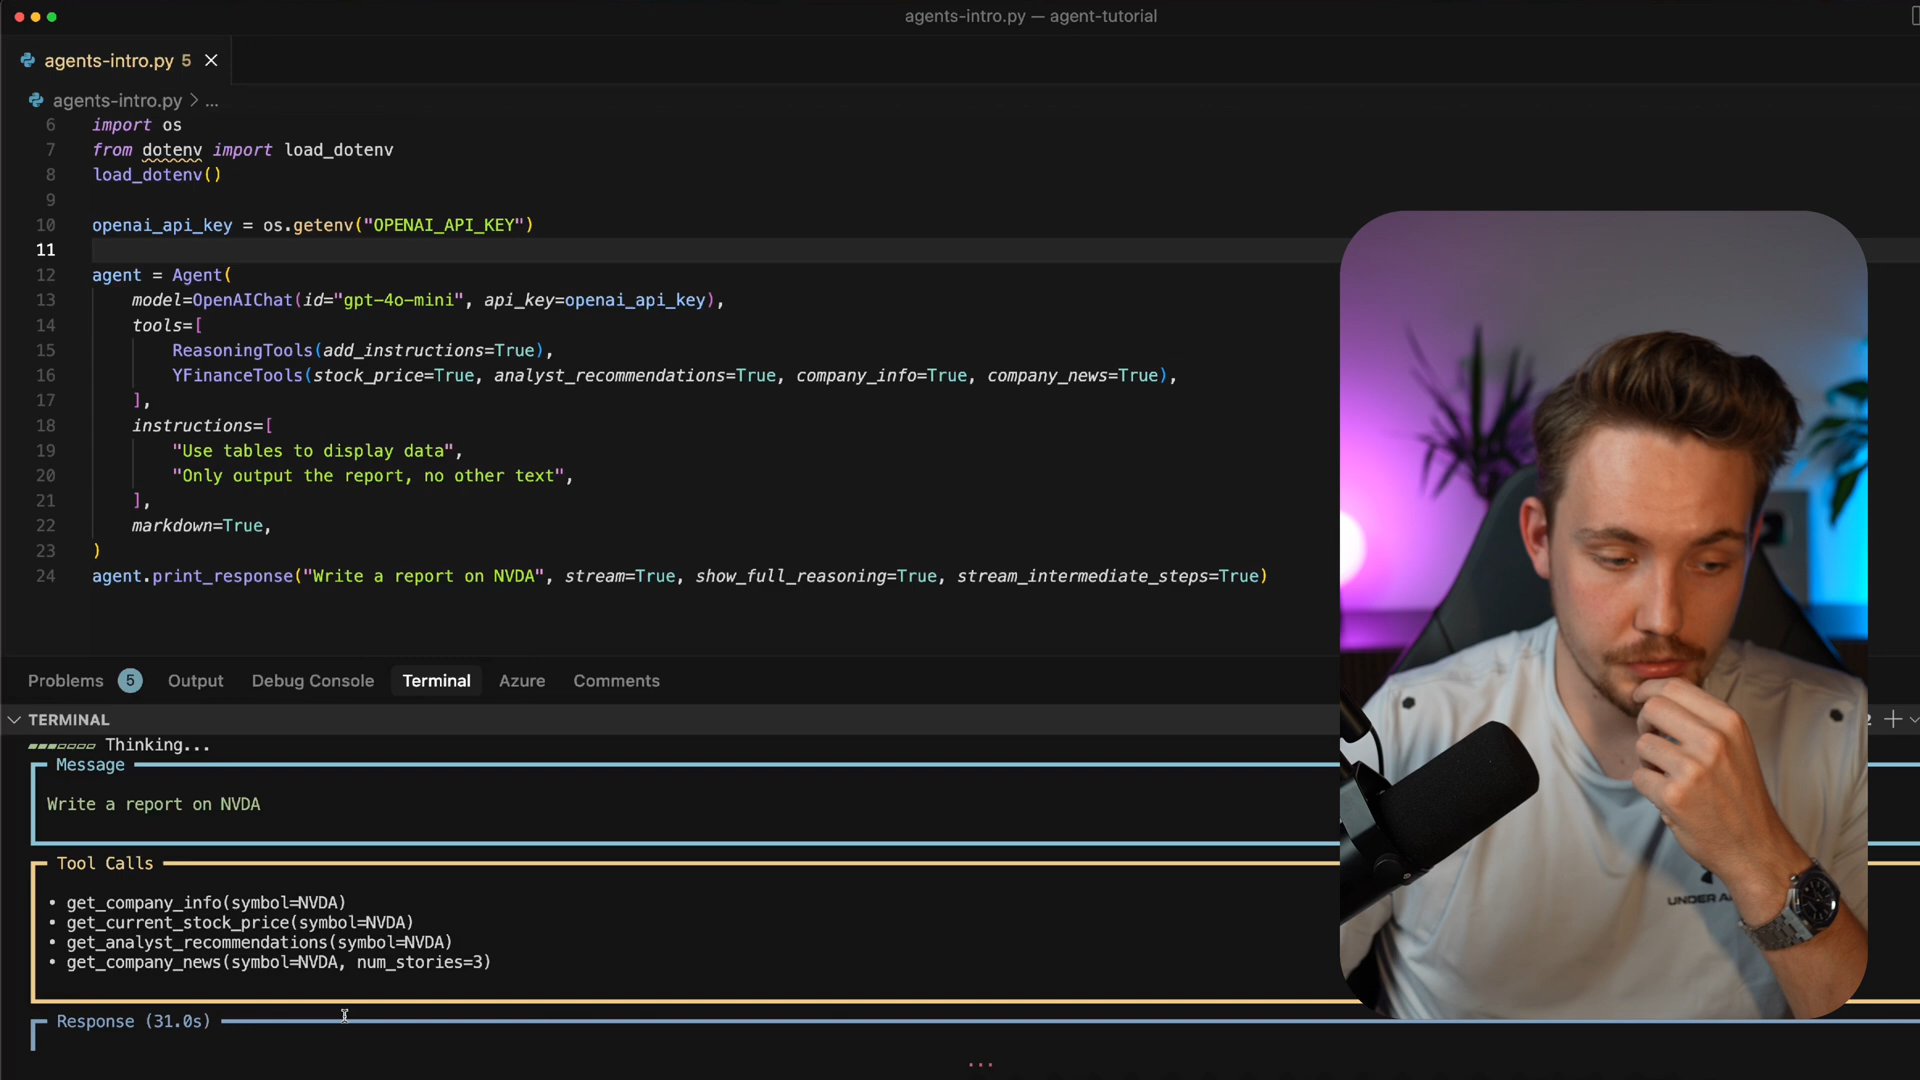 agents-intro.py — agent-tutorial
agents-intro.py 5
agents-intro.py > ...
6 import os
7 from dotenv import load_dotenv
8 load_dotenv()
9
10 openai_api_key = os.getenv("OPENAI_API_KEY")
11
12 agent = Agent(
13 model=OpenAIChat(id="gpt-4o-mini", api_key=openai_api_key),
14 tools=[
15 ReasoningTools(add_instructions=True),
16 YFinanceTools(stock_price=True, analyst_recommendations=True, company_info=True, company_news=True),
17 ],
18 instructions=[
19 "Use tables to display data",
20 "Only output the report, no other text",
21 ],
22 markdown=True,
23 )
24 agent.print_response("Write a report on NVDA", stream=True, show_full_reasoning=True, stream_intermediate_steps=True)
Problems 5 Output Debug Console Terminal Azure Comments
TERMINAL
Thinking...
Message
Write a report on NVDA
Tool Calls
• get_company_info(symbol=NVDA)
• get_current_stock_price(symbol=NVDA)
• get_analyst_recommendations(symbol=NVDA)
• get_company_news(symbol=NVDA, num_stories=3)
Response (31.0s)
...
UNDER